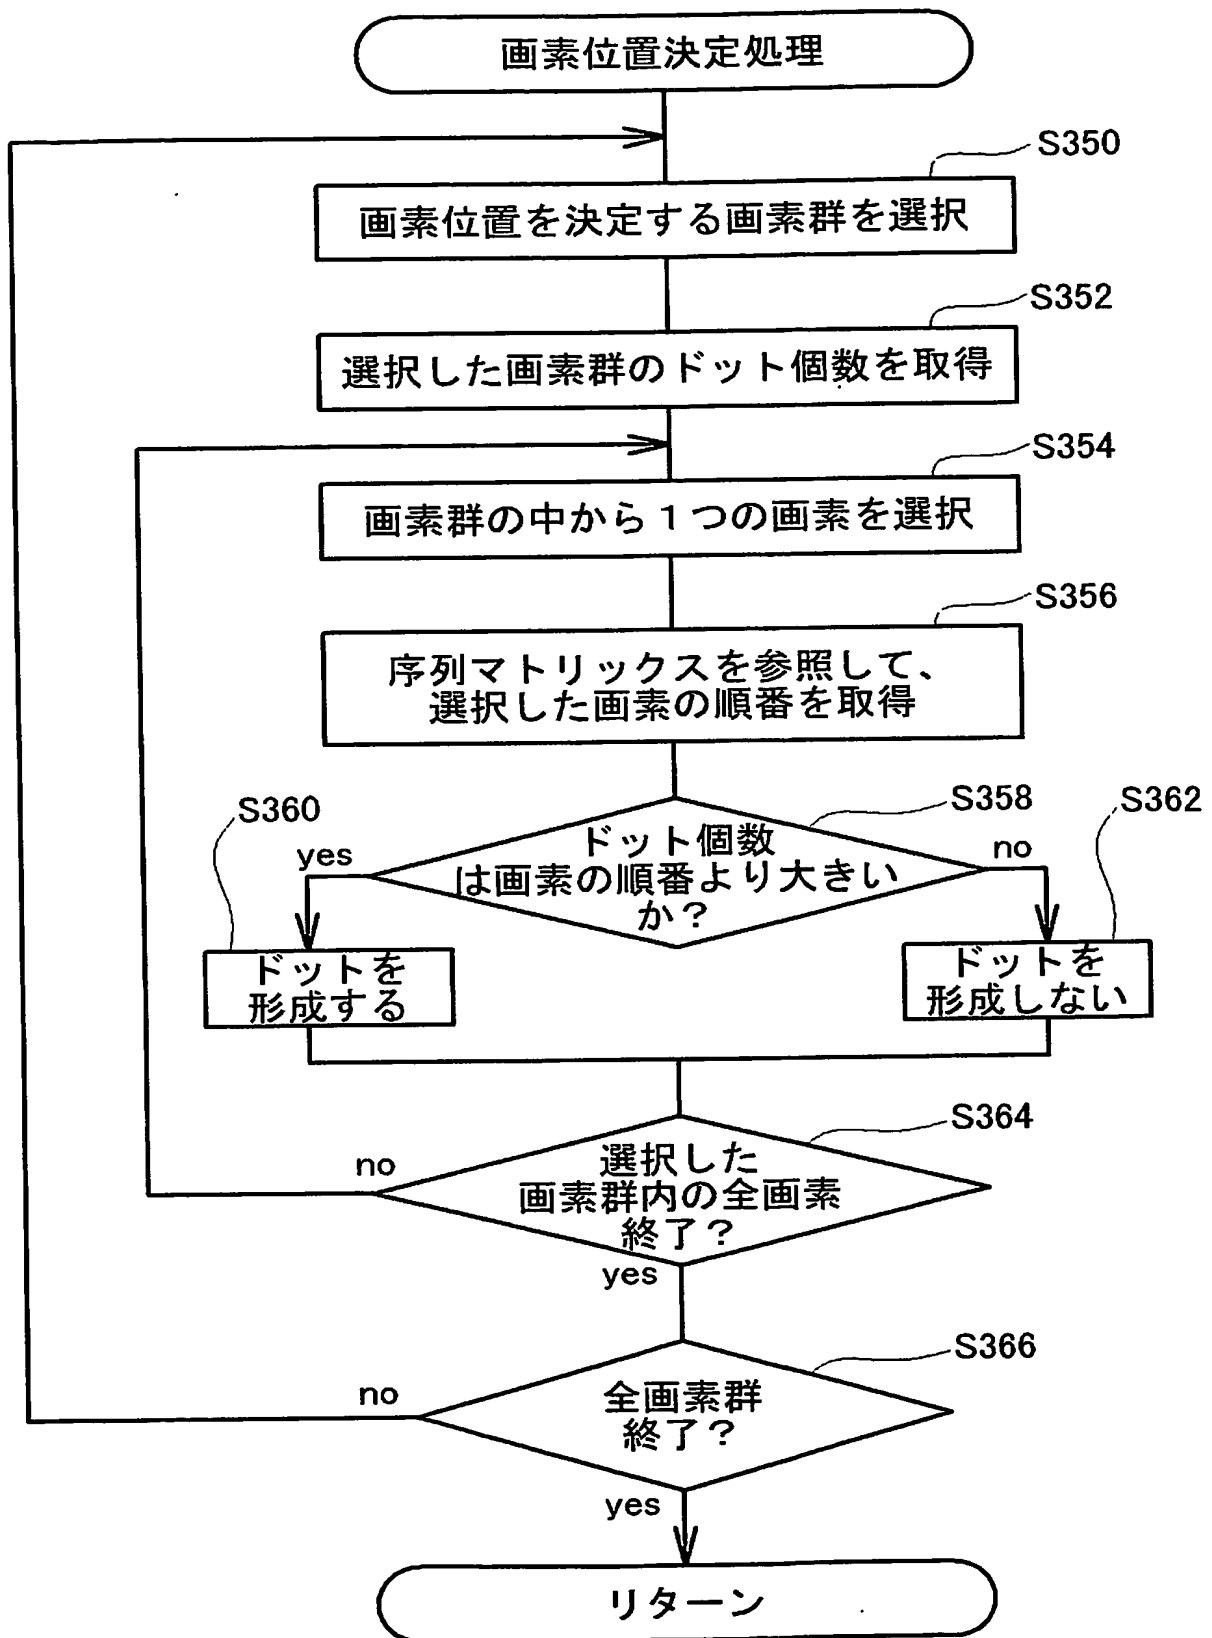 画素位置決定処理
S350
画素位置を決定する画素群を選択
S352
選択した画素群のドット個数を取得
S354
画素群の中から１つの画素を選択
S356
序列マトリックスを参照して、
選択した画素の順番を取得
S358
ドット個数
は画素の順番より大きい
か？
yes
no
S360
ドットを
形成する
S362
ドットを
形成しない
S364
選択した
画素群内の全画素
終了？
no
yes
S366
全画素群
終了？
no
yes
リターン